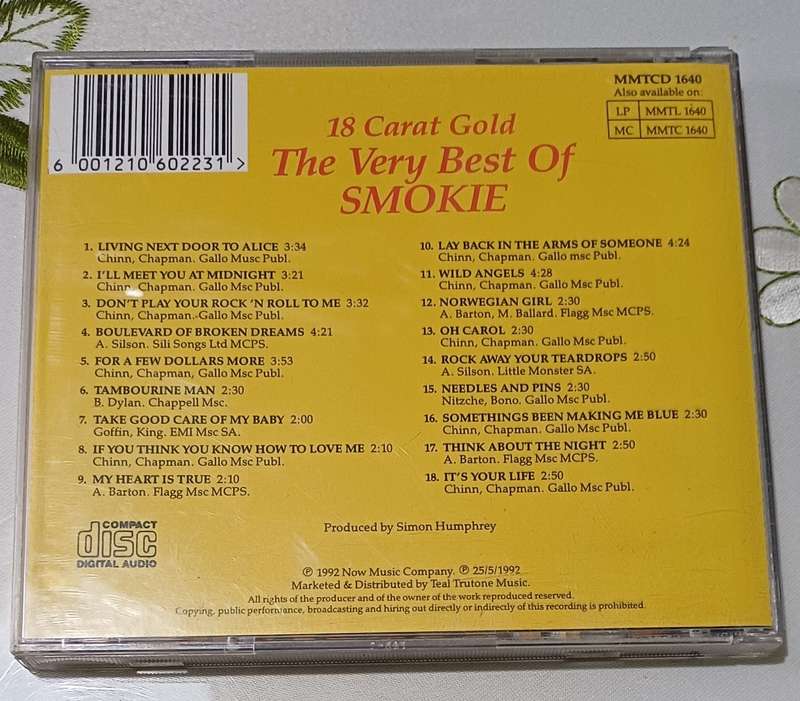 6 001210 602231 >
MMTCD 1640
Also available on:
LP MMTL 1640
MC MMTC 1640
18 Carat Gold
The Very Best Of
SMOKIE
1. LIVING NEXT DOOR TO ALICE 3:34
Chinn, Chapman. Gallo Musc Publ.
2. I'LL MEET YOU AT MIDNIGHT 3:21
Chinn, Chapman. Gallo Msc Publ.
3. DON'T PLAY YOUR ROCK 'N ROLL TO ME 3:32
Chinn, Chapman. Gallo Msc Publ.
4. BOULEVARD OF BROKEN DREAMS 4:21
A. Silson. Sili Songs Ltd MCPS.
5. FOR A FEW DOLLARS MORE 3:53
Chinn, Chapman, Gallo Msc Publ.
6. TAMBOURINE MAN 2:30
B. Dylan. Chappell Msc.
7. TAKE GOOD CARE OF MY BABY 2:00
Goffin, King. EMI Msc SA.
8. IF YOU THINK YOU KNOW HOW TO LOVE ME 2:10
Chinn, Chapman. Gallo Msc Publ.
9. MY HEART IS TRUE 2:10
A. Barton. Flagg Msc MCPS.
10. LAY BACK IN THE ARMS OF SOMEONE 4:24
Chinn, Chapman. Gallo msc Publ.
11. WILD ANGELS 4:28
Chinn, Chapman. Gallo Msc Publ.
12. NORWEGIAN GIRL 2:30
A. Barton, M. Ballard. Flagg Msc MCPS.
13. OH CAROL 2:30
Chinn, Chapman. Gallo Msc Publ.
14. ROCK AWAY YOUR TEARDROPS 2:50
A. Silson. Little Monster SA.
15. NEEDLES AND PINS 2:30
Nitzche, Bono. Gallo Msc Publ.
16. SOMETHINGS BEEN MAKING ME BLUE 2:30
Chinn, Chapman. Gallo Msc Publ.
17. THINK ABOUT THE NIGHT 2:50
A. Barton. Flagg Msc MCPS.
18. IT'S YOUR LIFE 2:50
Chinn, Chapman. Gallo Msc Publ.
COMPACT
disc
DIGITAL AUDIO
Produced by Simon Humphrey
℗ 1992 Now Music Company. ℗ 25/5/1992
Marketed & Distributed by Teal Trutone Music.
All rights of the producer and of the owner of the work reproduced reserved.
Copying, public performance, broadcasting and hiring out directly or indirectly of this recording is prohibited.